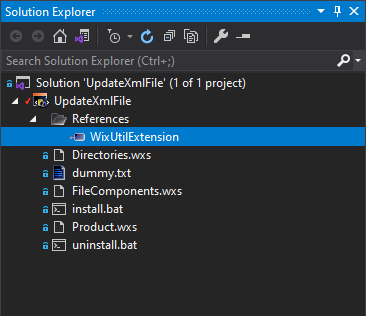 Solution Explorer
Search Solution Explorer (Ctrl+;)
Solution 'UpdateXmlFile' (1 of 1 project)
UpdateXmlFile
References
WixUtilExtension
Directories.wxs
dummy.txt
FileComponents.wxs
install.bat
Product.wxs
uninstall.bat